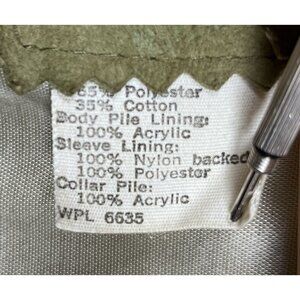 65% Polyester
35% Cotton
Body Pile Lining:
100% Acrylic
Sleeve Lining:
100% Nylon backed
100% Polyester
Collar Pile:
100% Acrylic
WPL 6635